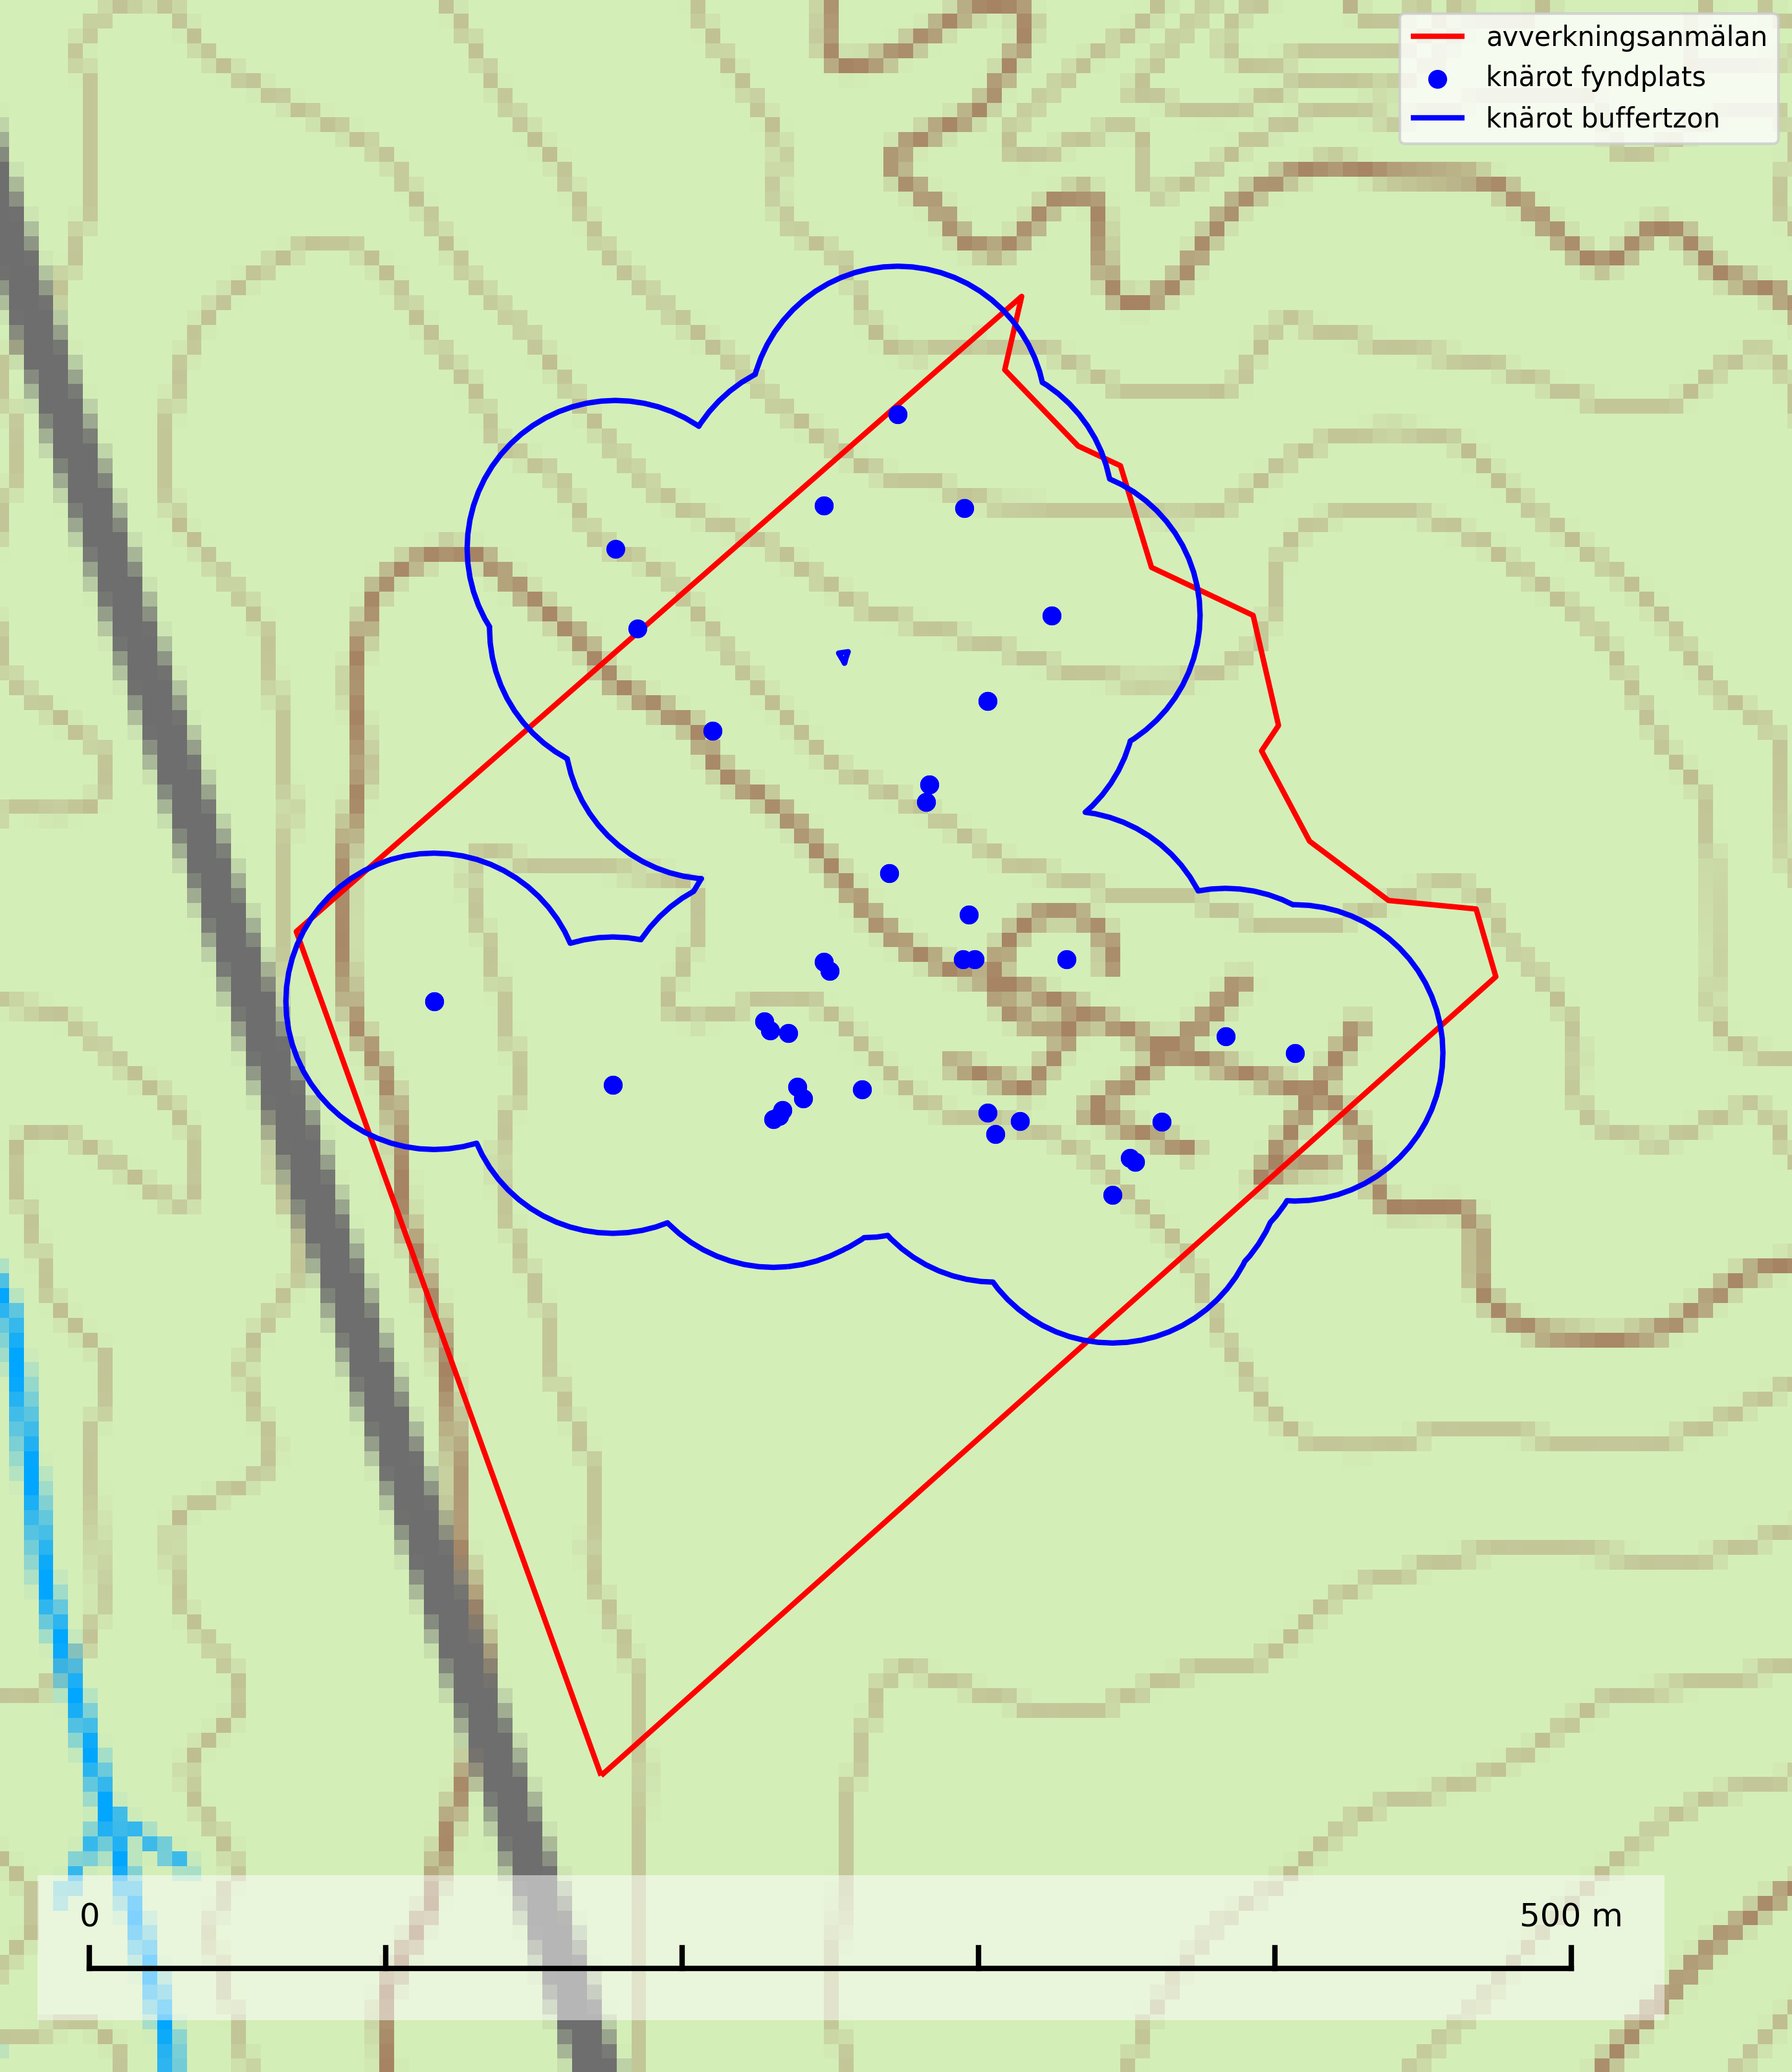 avverkningsanmälan
knärot fyndplats
knärot buffertzon
0
500 m